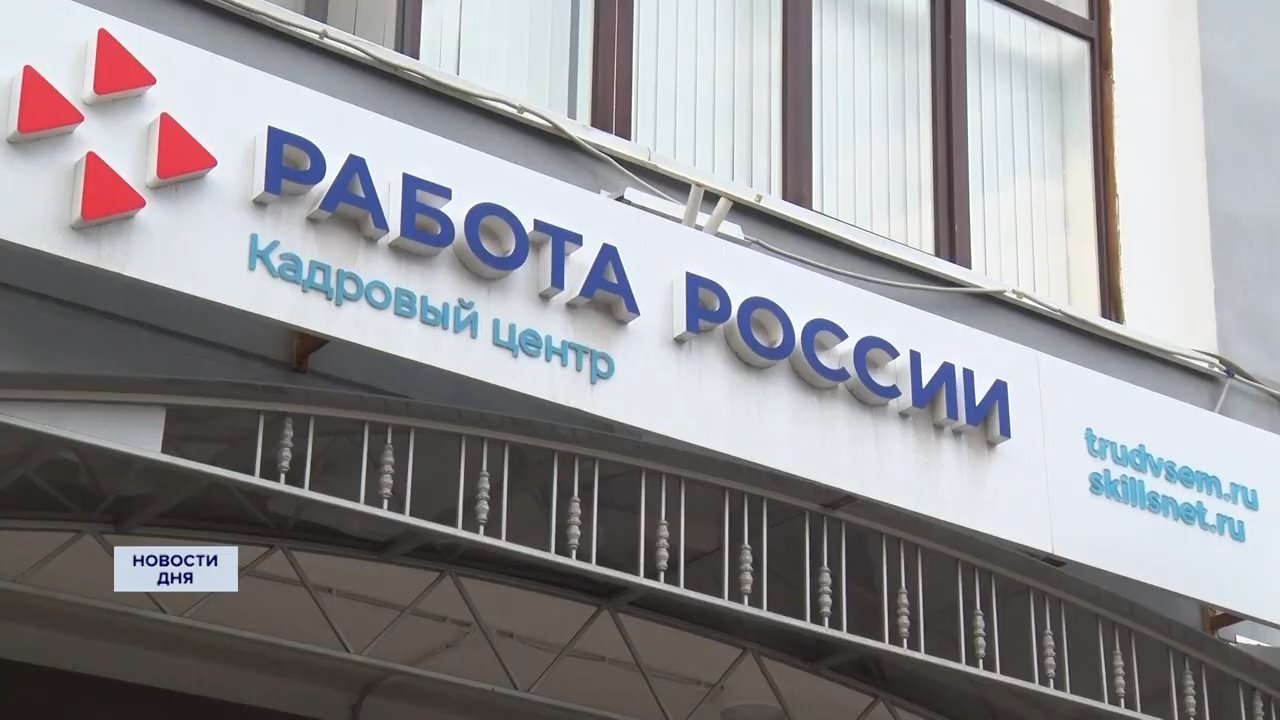 РАБОТА РОССИИ
Кадровый центр
trudvsem.ru
skillsnet.ru
НОВОСТИ
ДНЯ